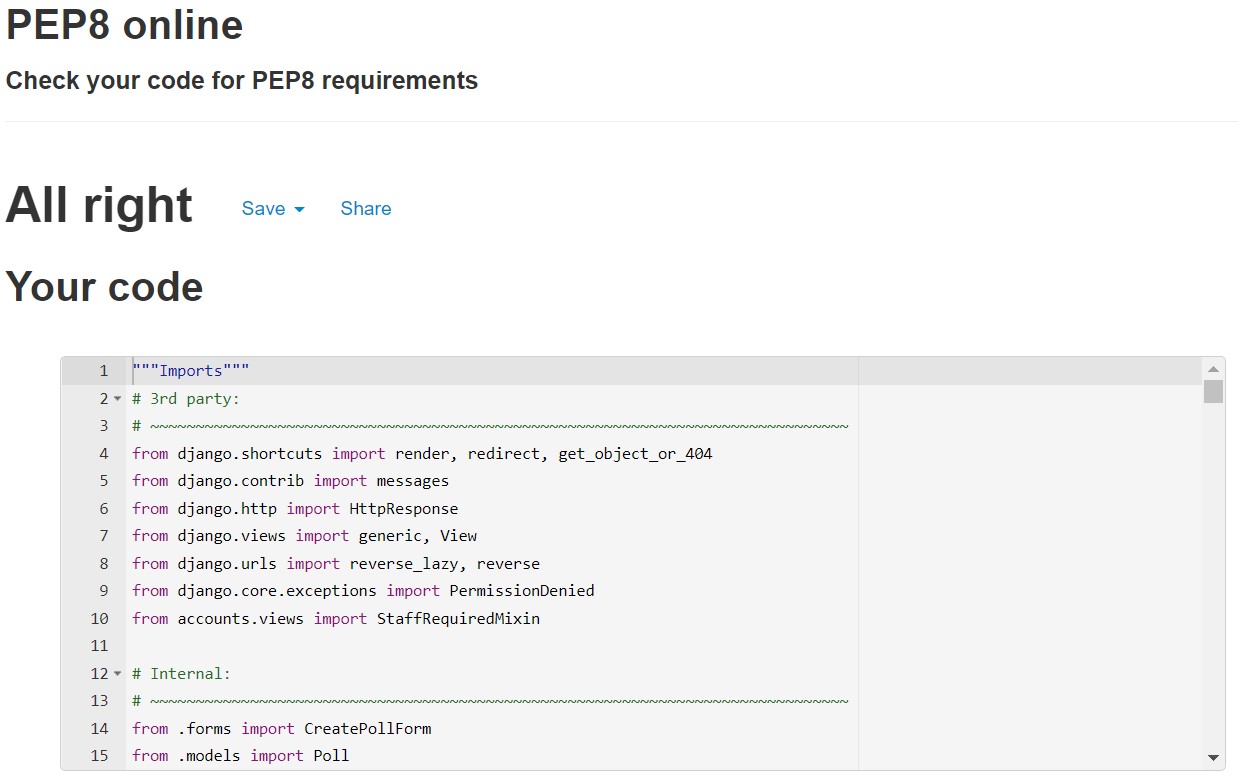 PEP8 online
Check your code for PEP8 requirements
All right Save Share
Your code
1 """Imports"""
2 # 3rd party:
3 # ~~~~~~~~~~~~~~~~~~~~~~~~~~~~~~~~~~~~~~~~~~~~~~~~~~~~~~~~~~~~~~~~~~~~~~~~~~~~~
4 from django.shortcuts import render, redirect, get_object_or_404
5 from django.contrib import messages
6 from django.http import HttpResponse
7 from django.views import generic, View
8 from django.urls import reverse_lazy, reverse
9 from django.core.exceptions import PermissionDenied
10 from accounts.views import StaffRequiredMixin
11
12 # Internal:
13 # ~~~~~~~~~~~~~~~~~~~~~~~~~~~~~~~~~~~~~~~~~~~~~~~~~~~~~~~~~~~~~~~~~~~~~~~~~~~~~
14 from .forms import CreatePollForm
15 from .models import Poll